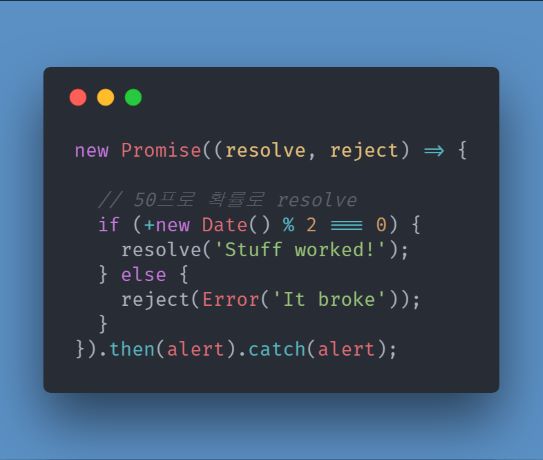 new Promise((resolve, reject) => {
// 50프로 확률로 resolve
if (+new Date() % 2 === 0) {
resolve('Stuff worked!');
} else {
reject(Error('It broke'));
}
}).then(alert).catch(alert);